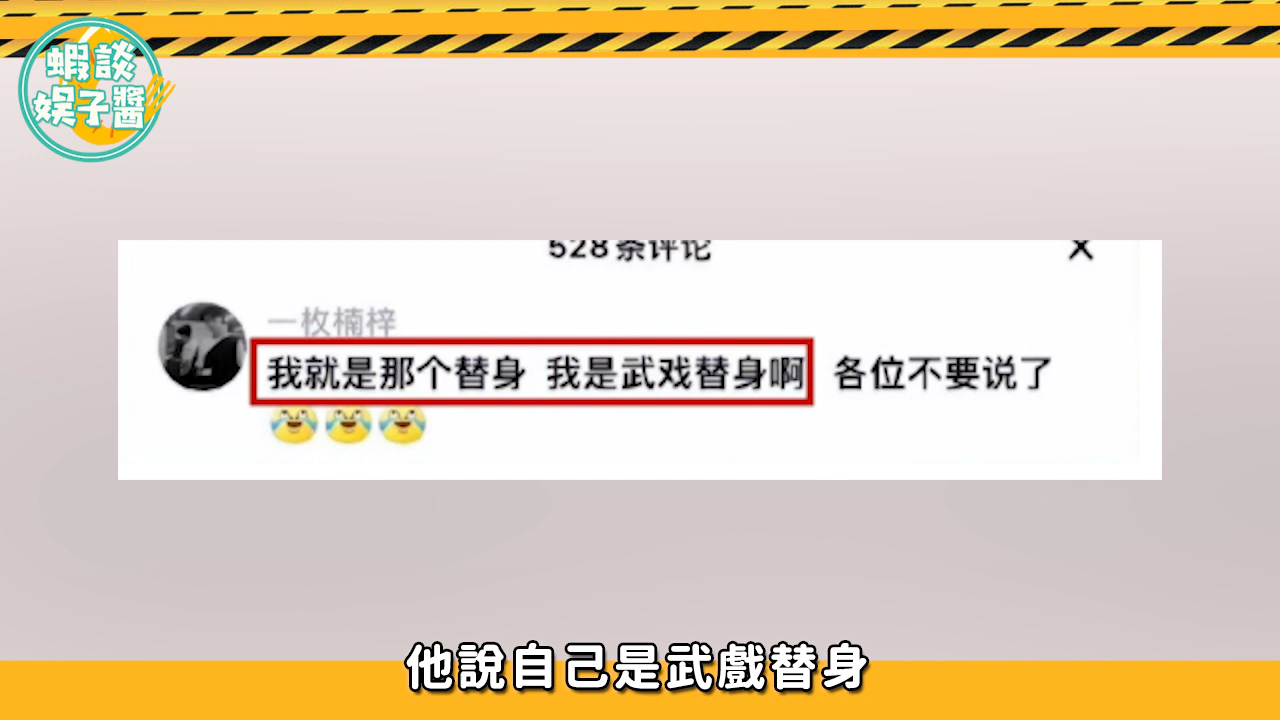 蝦談
娛子醬
528条评论
一枚楠梓
我就是那个替身 我是武戏替身啊 各位不要说了
他說自己是武戲替身